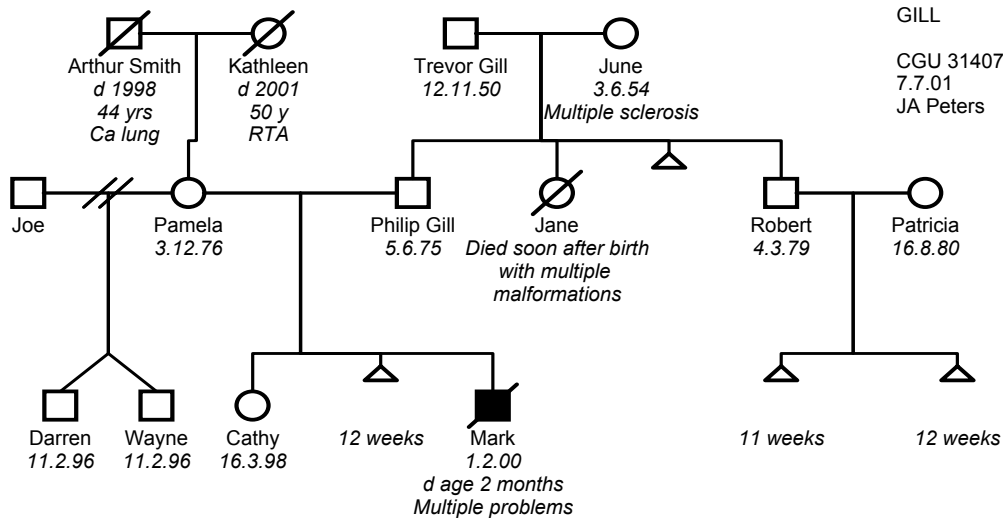 GILL
CGU 31407
7.7.01
JA Peters
Arthur Smith
d 1998
44 yrs
Ca lung
Kathleen
d 2001
50 y
RTA
Trevor Gill
12.11.50
June
3.6.54
Multiple sclerosis
Joe
Pamela
3.12.76
Philip Gill
5.6.75
Jane
Died soon after birth
with multiple
malformations
Robert
4.3.79
Patricia
16.8.80
Darren
11.2.96
Wayne
11.2.96
Cathy
16.3.98
12 weeks
Mark
1.2.00
d age 2 months
Multiple problems
11 weeks
12 weeks